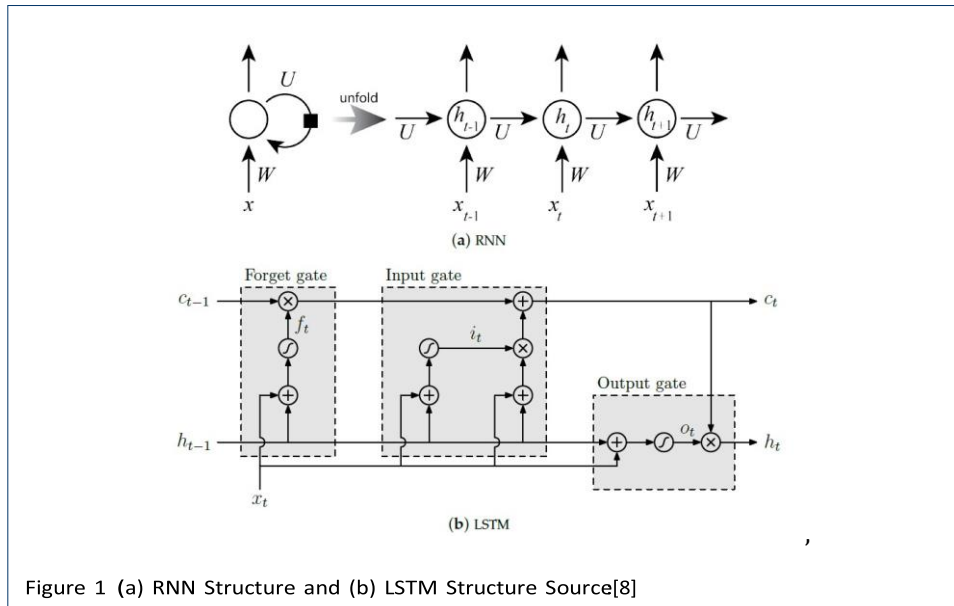 U
unfold
U
h_{t-1}
U
h_t
U
h_{t+1}
U
W
W
W
W
x
x_{t-1}
x_t
x_{t+1}
(a) RNN
Forget gate
Input gate
c_{t-1}
c_t
f_t
i_t
Output gate
h_{t-1}
o_t
h_t
x_t
(b) LSTM
,
Figure 1 (a) RNN Structure and (b) LSTM Structure Source[8]